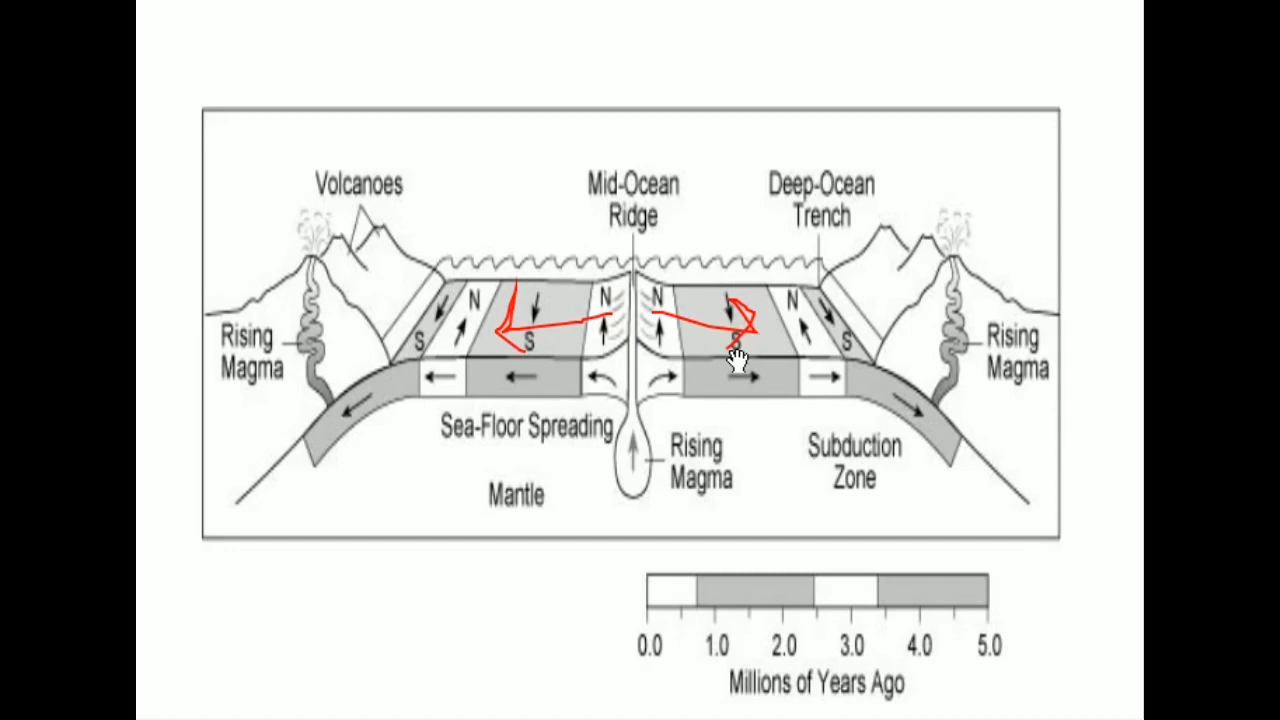 Volcanoes
Mid-Ocean
Ridge
Deep-Ocean
Trench
N
N
N
N
S
S
S
S
Rising
Magma
Rising
Magma
Sea-Floor Spreading
Rising
Magma
Subduction
Zone
Mantle
0.0 1.0 2.0 3.0 4.0 5.0
Millions of Years Ago